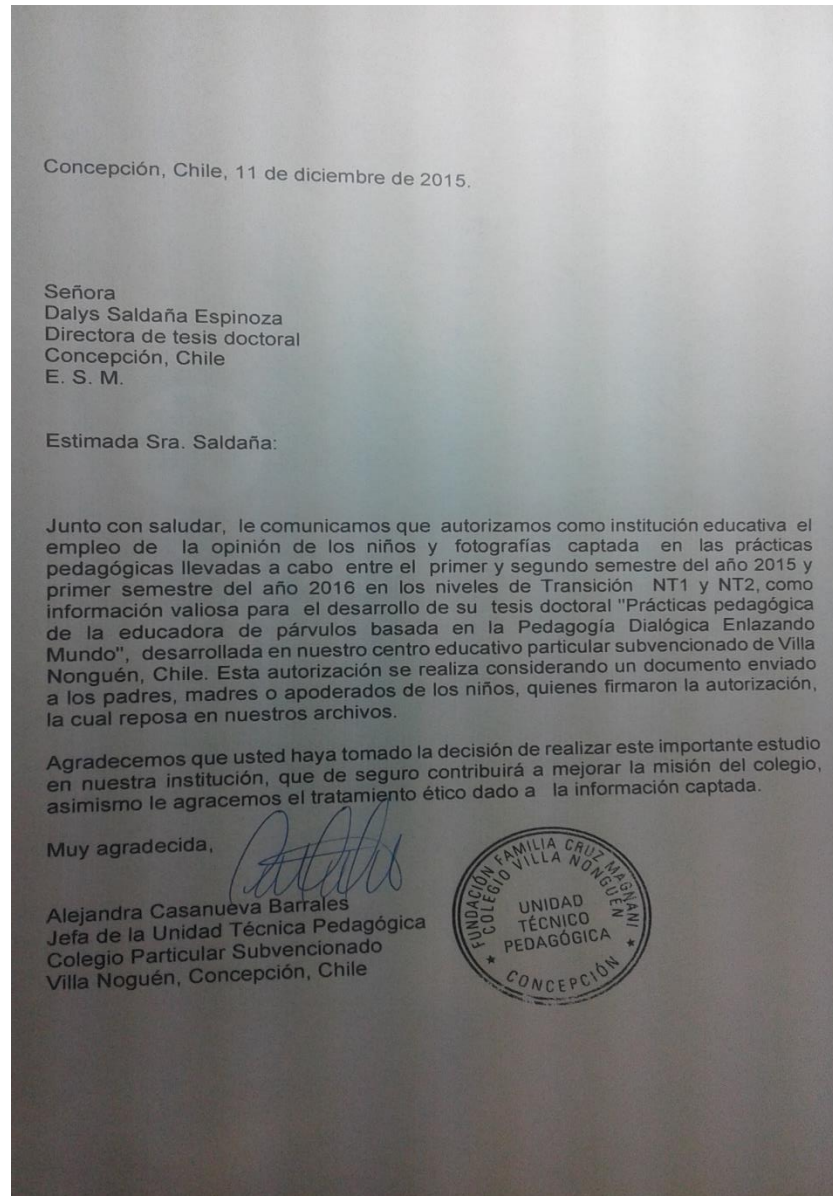 Concepción, Chile, 11 de diciembre de 2015.
Señora
Dalys Saldaña Espinoza
Directora de tesis doctoral
Concepción, Chile
E. S. M.
Estimada Sra. Saldaña:
Junto con saludar, le comunicamos que autorizamos como institución educativa el
empleo de la opinión de los niños y fotografías captada en las prácticas
pedagógicas llevadas a cabo entre el primer y segundo semestre del año 2015 y
primer semestre del año 2016 en los niveles de Transición NT1 y NT2, como
información valiosa para el desarrollo de su tesis doctoral "Prácticas pedagógica
de la educadora de párvulos basada en la Pedagogía Dialógica Enlazando
Mundo", desarrollada en nuestro centro educativo particular subvencionado de Villa
Nonguén, Chile. Esta autorización se realiza considerando un documento enviado
a los padres, madres o apoderados de los niños, quienes firmaron la autorización,
la cual reposa en nuestros archivos.
Agradecemos que usted haya tomado la decisión de realizar este importante estudio
en nuestra institución, que de seguro contribuirá a mejorar la misión del colegio,
asimismo le agracemos el tratamiento ético dado a la información captada.
Muy agradecida,
Alejandra Casanueva Barrales
Jefa de la Unidad Técnica Pedagógica
Colegio Particular Subvencionado
Villa Noguén, Concepción, Chile
FUNDACIÓN FAMILIA CRUZ MAGNANI
COLEGIO VILLA NONGUÉN
UNIDAD
TÉCNICO
PEDAGÓGICA
CONCEPCIÓN